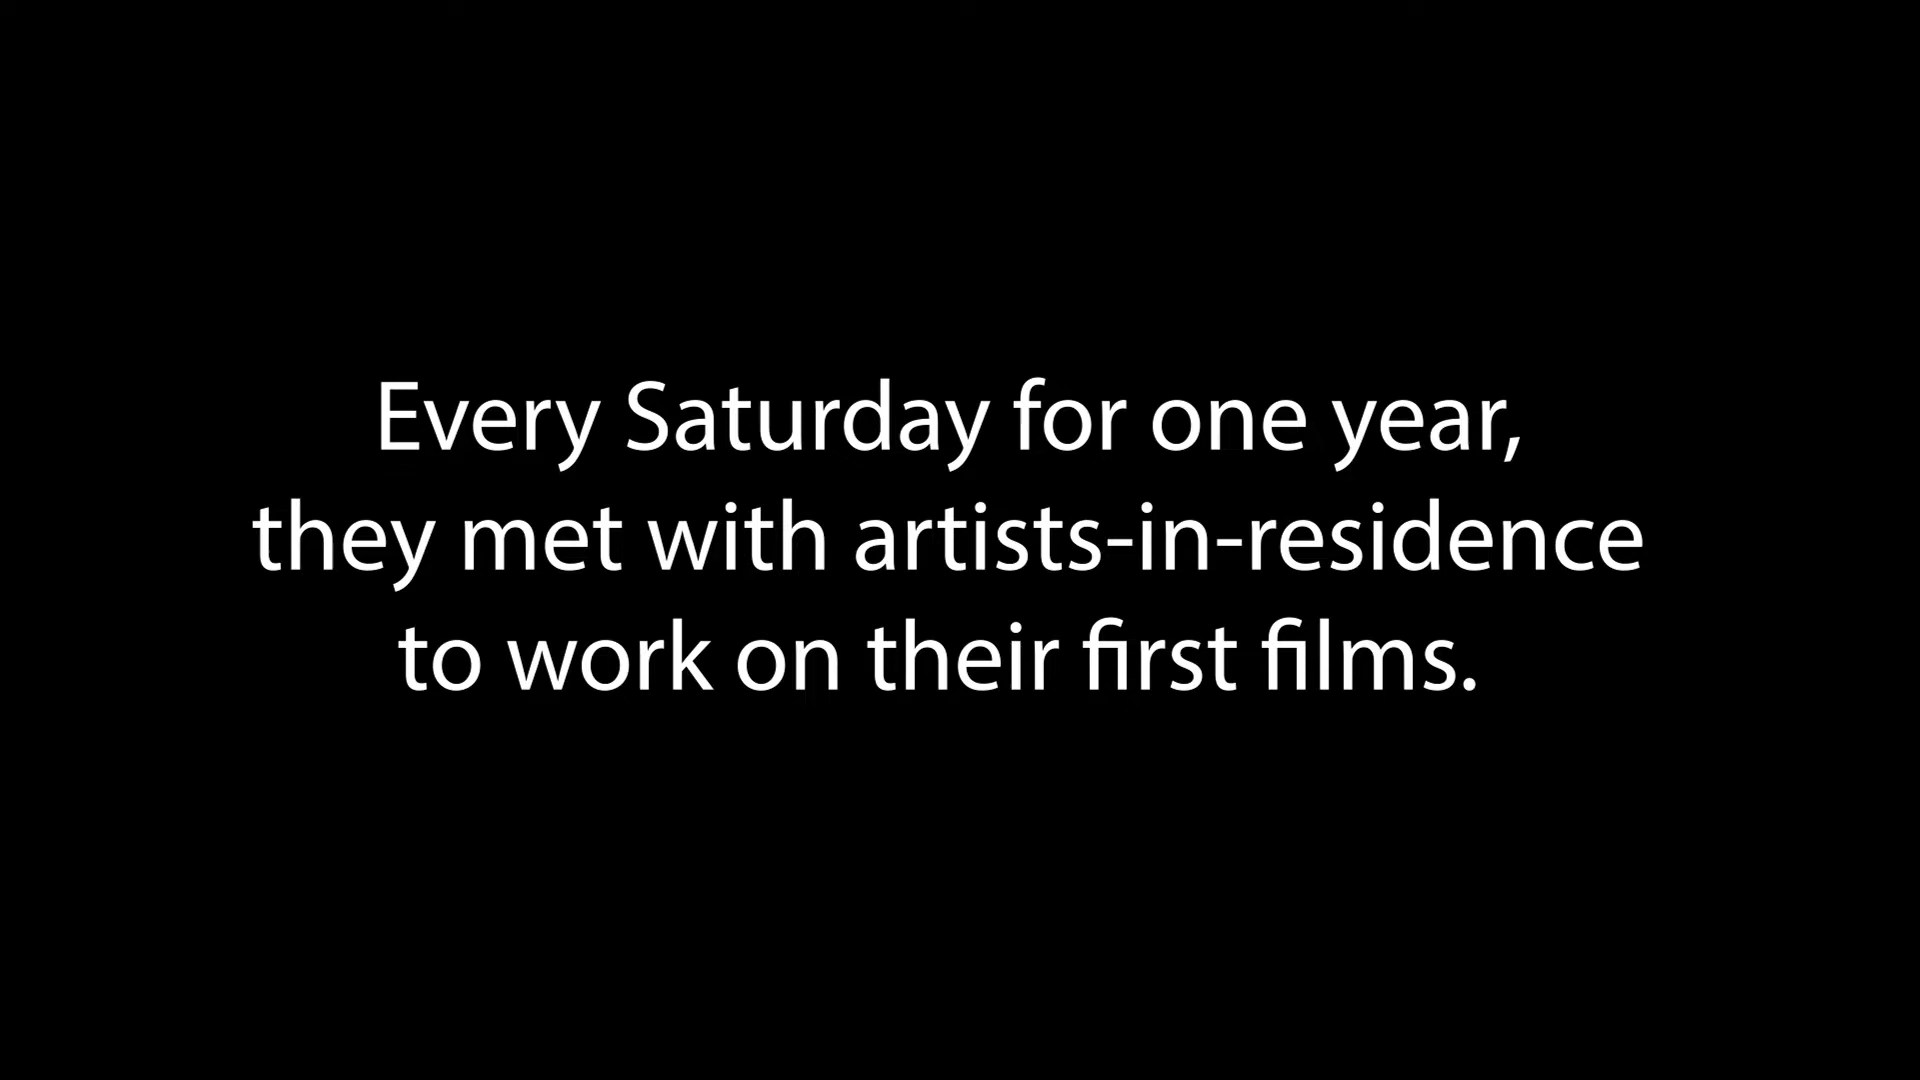 Every Saturday for one year,
they met with artists-in-residence
to work on their first films.